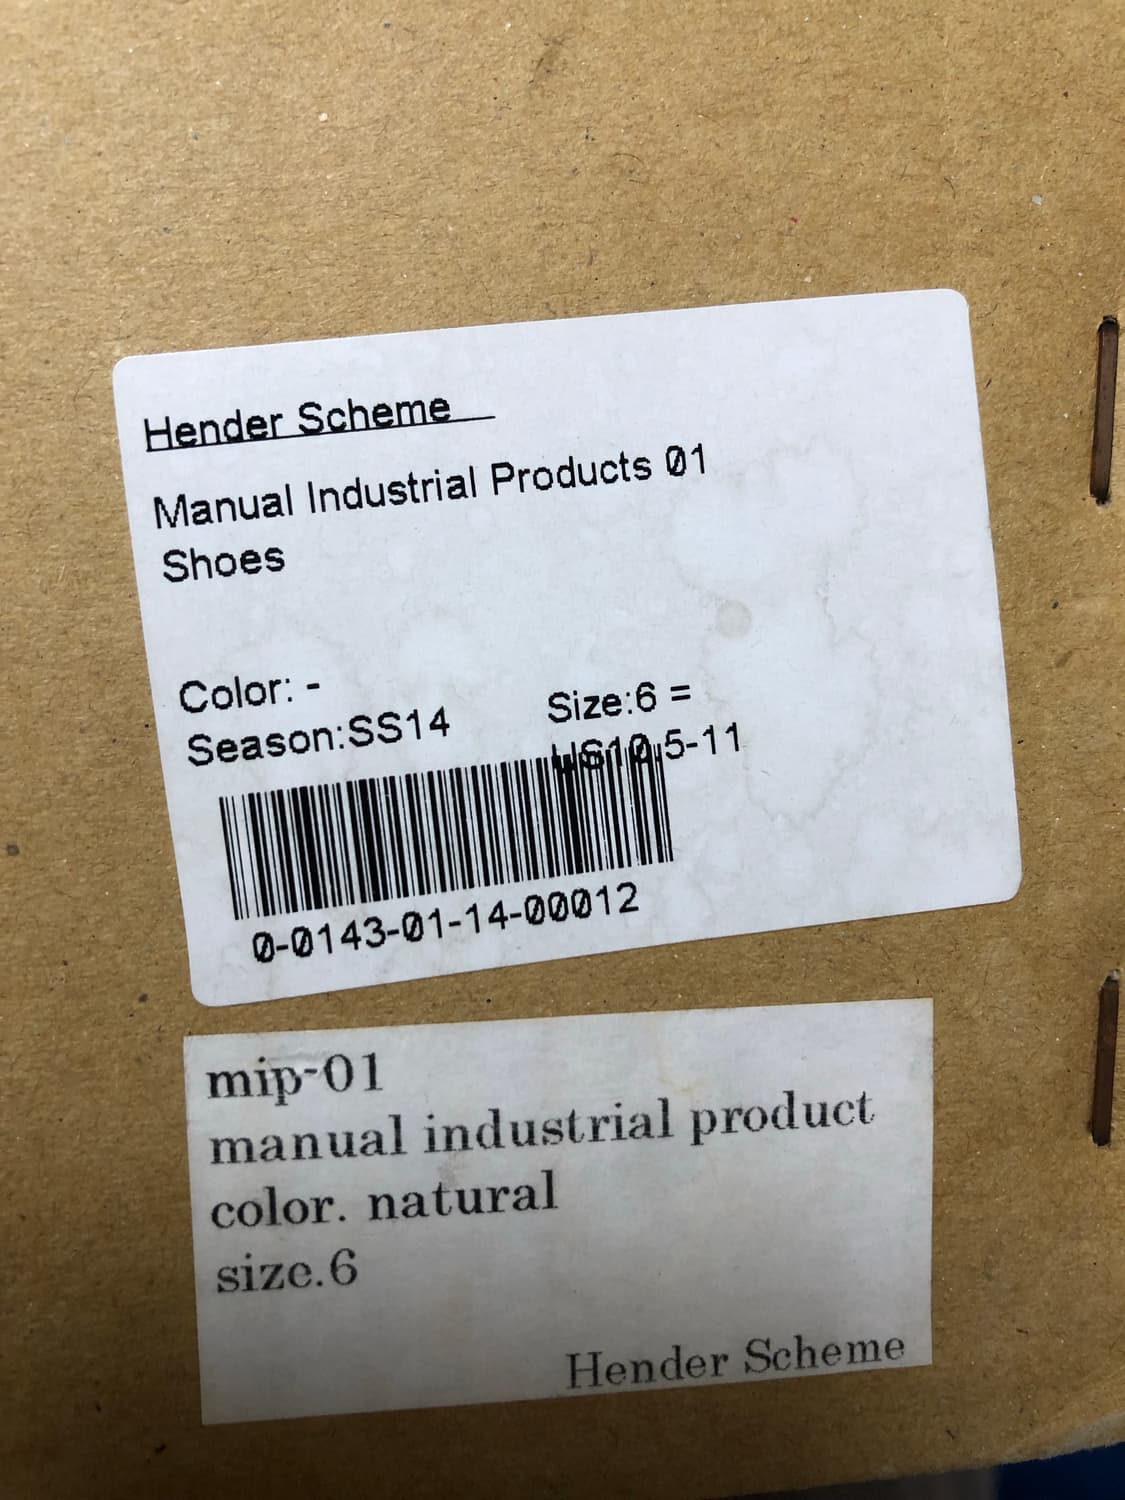 Hender Scheme
Manual Industrial Products 01
Shoes
Color: -
Size:6 =
Season:SS14
US10.5-11
0-0143-01-14-00012
mip-01
manual industrial product
color. natural
size.6
Hender Scheme